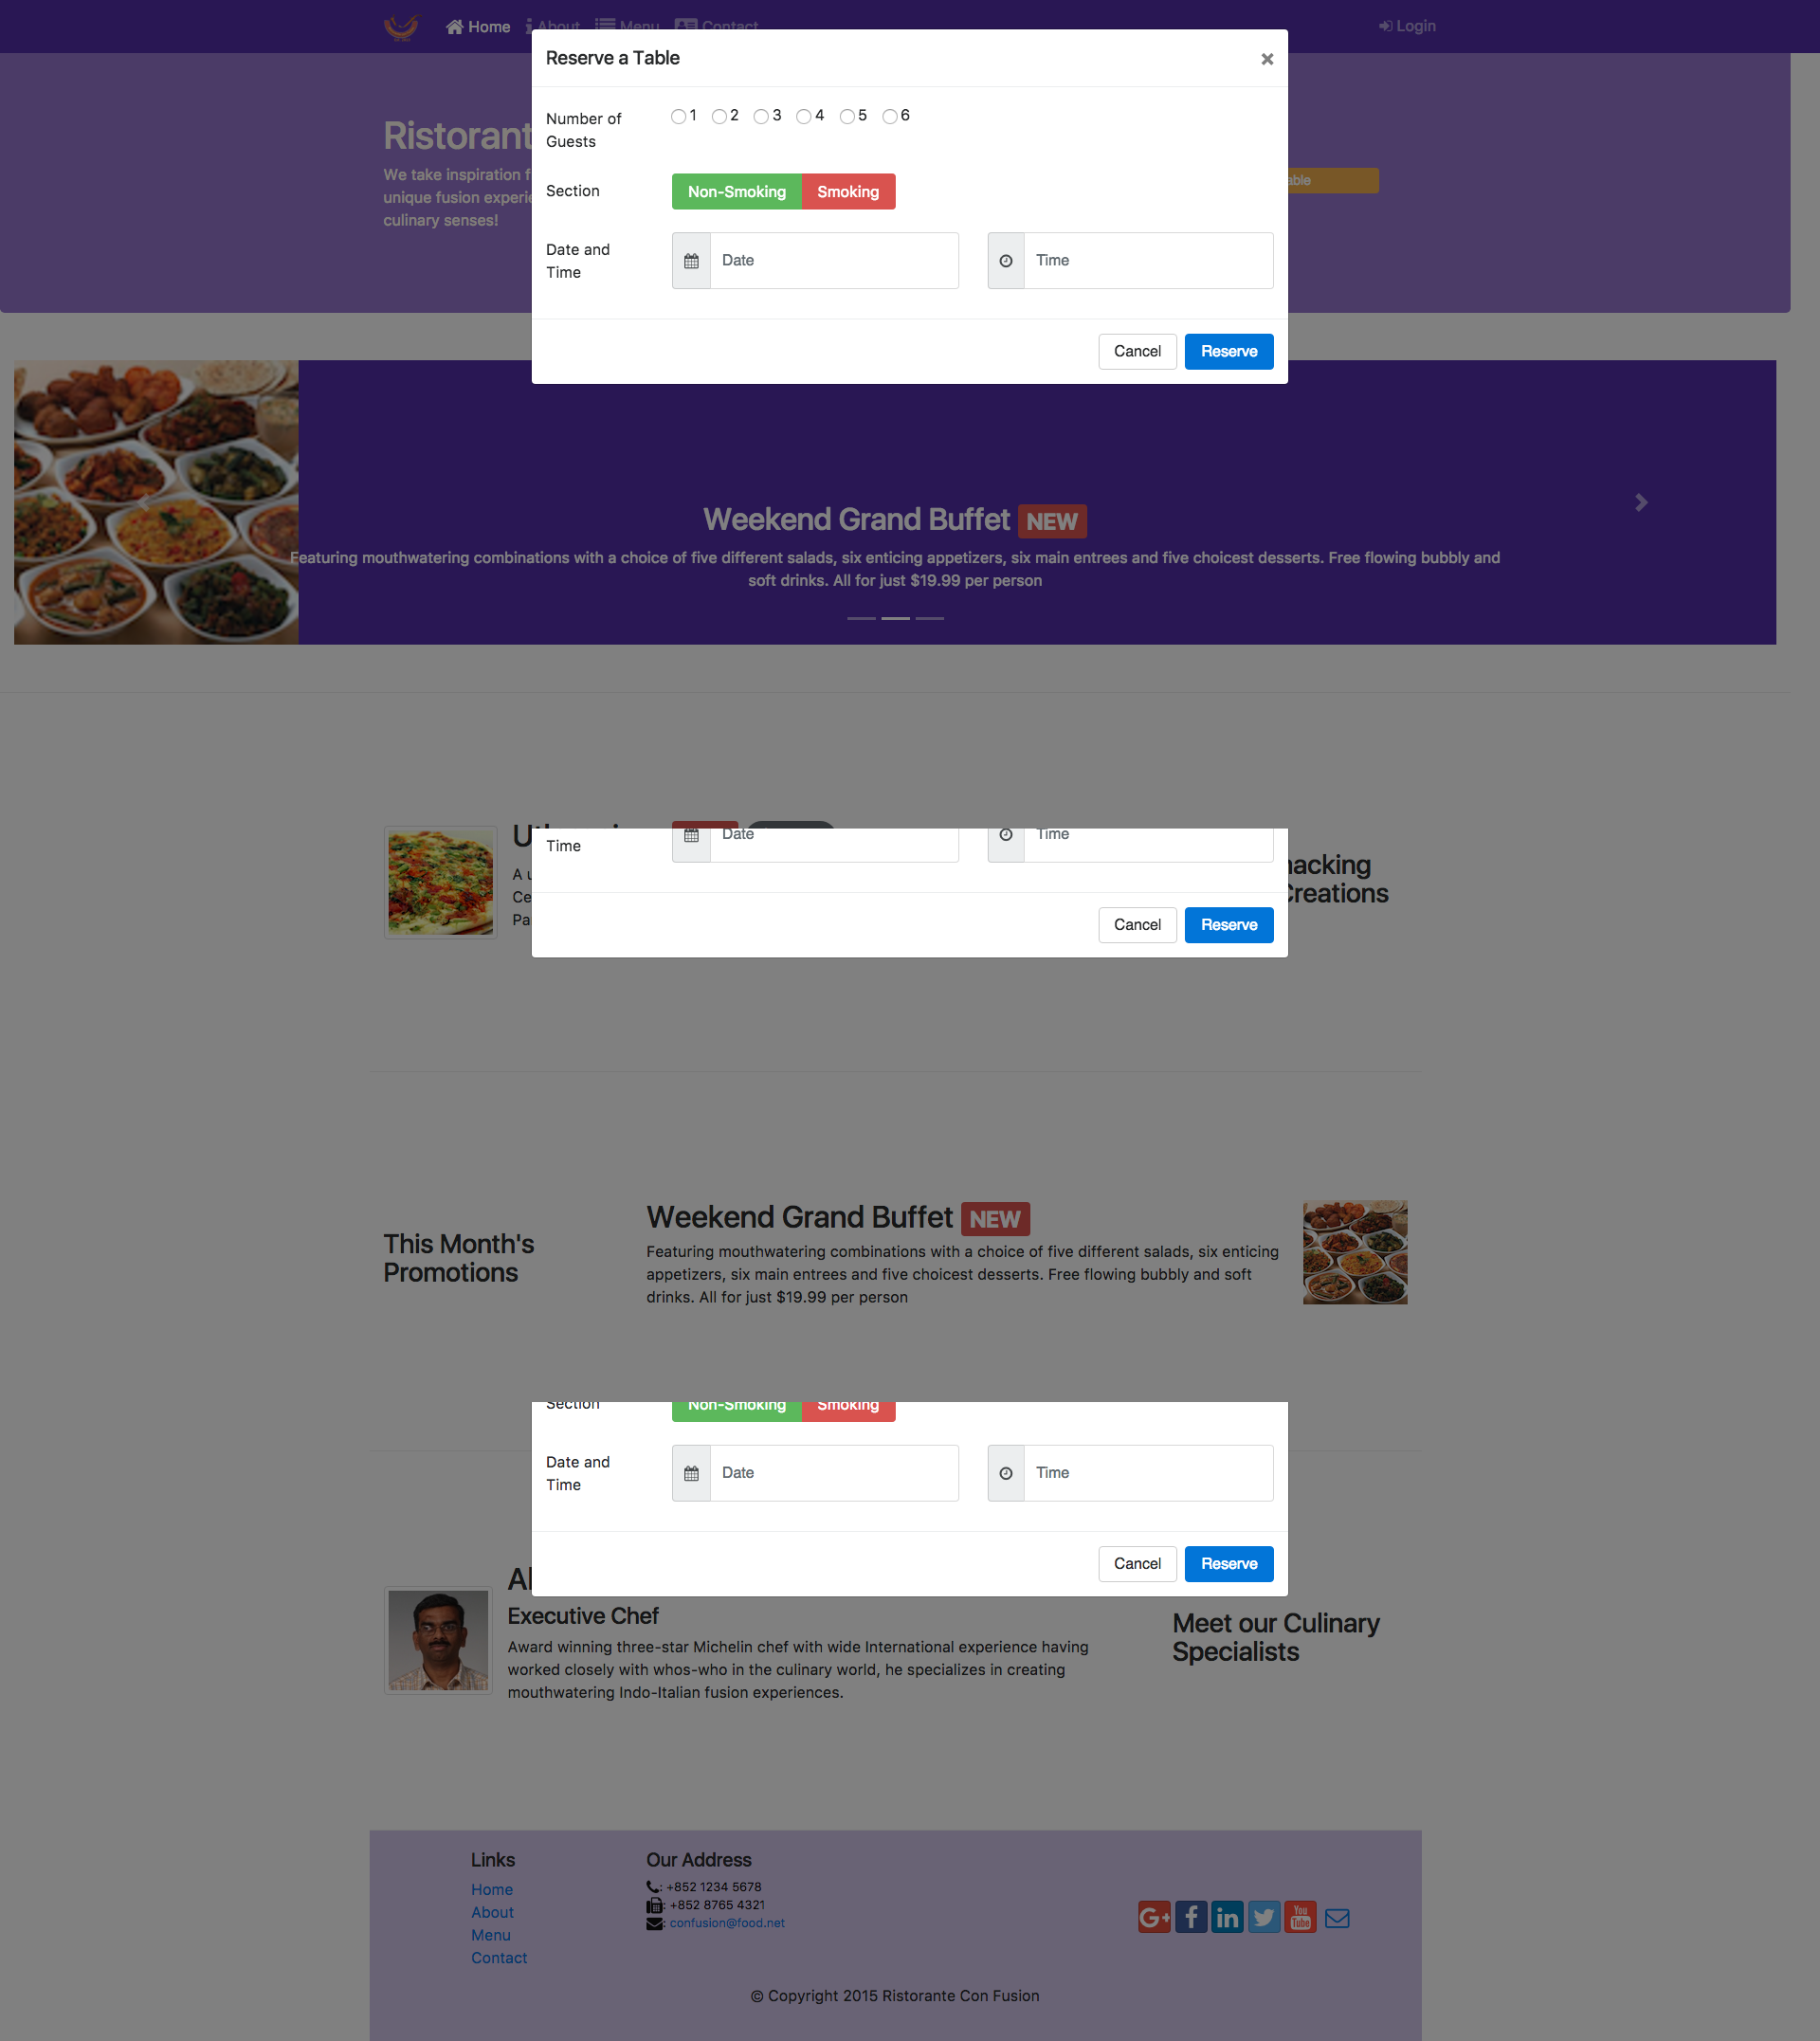 Home About Menu Contact Login
Reserve a Table ×
Number of
Guests
1 2 3 4 5 6
Section Non-Smoking Smoking
Date and
Time
Date Time
Cancel Reserve
Ristorante
We take inspiration
unique fusion
culinary senses!
Weekend Grand Buffet NEW
Featuring mouthwatering combinations with a choice of five different salads, six enticing appetizers, six main entrees and five choicest desserts. Free flowing bubbly and
soft drinks. All for just $19.99 per person
Time Date Time
Cancel Reserve
Creations
This Month's
Promotions
Weekend Grand Buffet NEW
Featuring mouthwatering combinations with a choice of five different salads, six enticing
appetizers, six main entrees and five choicest desserts. Free flowing bubbly and soft
drinks. All for just $19.99 per person
Section Non-Smoking Smoking
Date and
Time
Date Time
Cancel Reserve
Executive Chef
Award winning three-star Michelin chef with wide International experience having
worked closely with whos-who in the culinary world, he specializes in creating
mouthwatering Indo-Italian fusion experiences.
Meet our Culinary
Specialists
Links
Home
About
Menu
Contact
Our Address
: +852 1234 5678
: +852 8765 4321
: confusion@food.net
G+ f in You Tube
© Copyright 2015 Ristorante Con Fusion